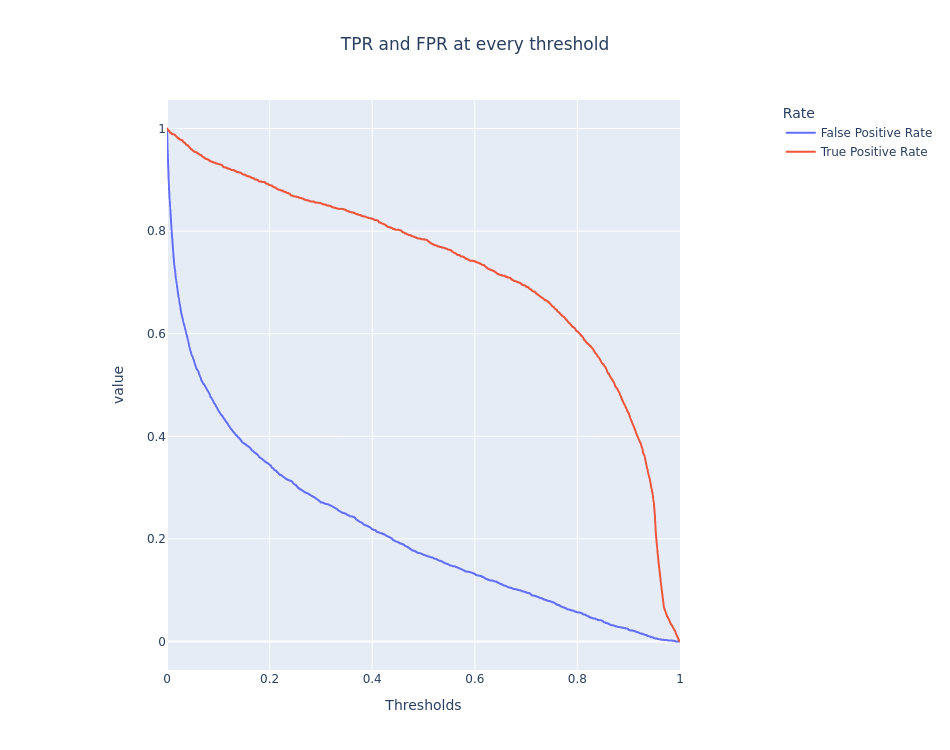 TPR and FPR at every threshold
Rate
False Positive Rate
True Positive Rate
1
0.8
0.6
0.4
0.2
0
value
0 0.2 0.4 0.6 0.8 1
Thresholds